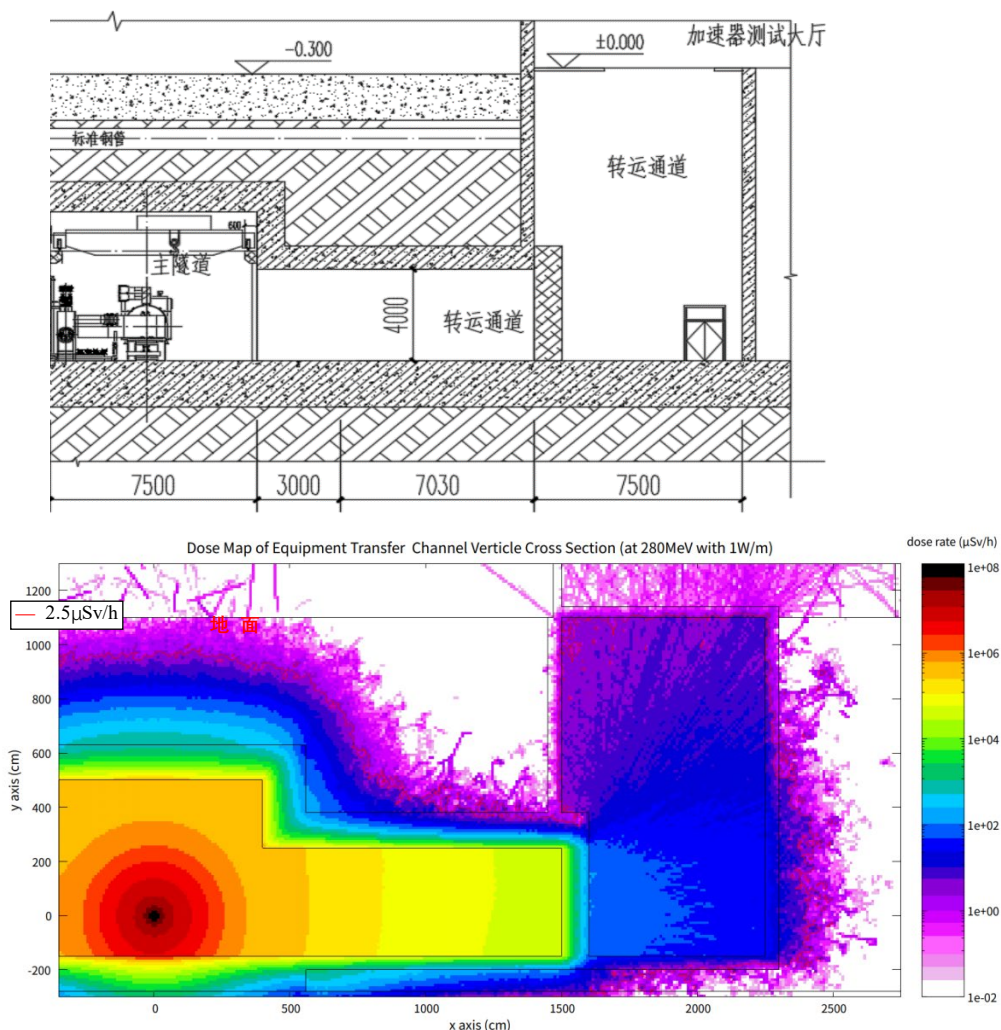 -0.300
±0.000
加速器测试大厅
标准钢管
转运通道
600
主隧道
4000
转运通道
7500
3000
7030
7500
Dose Map of Equipment Transfer Channel Verticle Cross Section (at 280MeV with 1W/m)
dose rate (μSv/h)
— 2.5μSv/h
地 面
y axis (cm)
1200
1000
800
600
400
200
0
-200
0
500
1000
1500
2000
2500
x axis (cm)
1e+08
1e+06
1e+04
1e+02
1e+00
1e-02